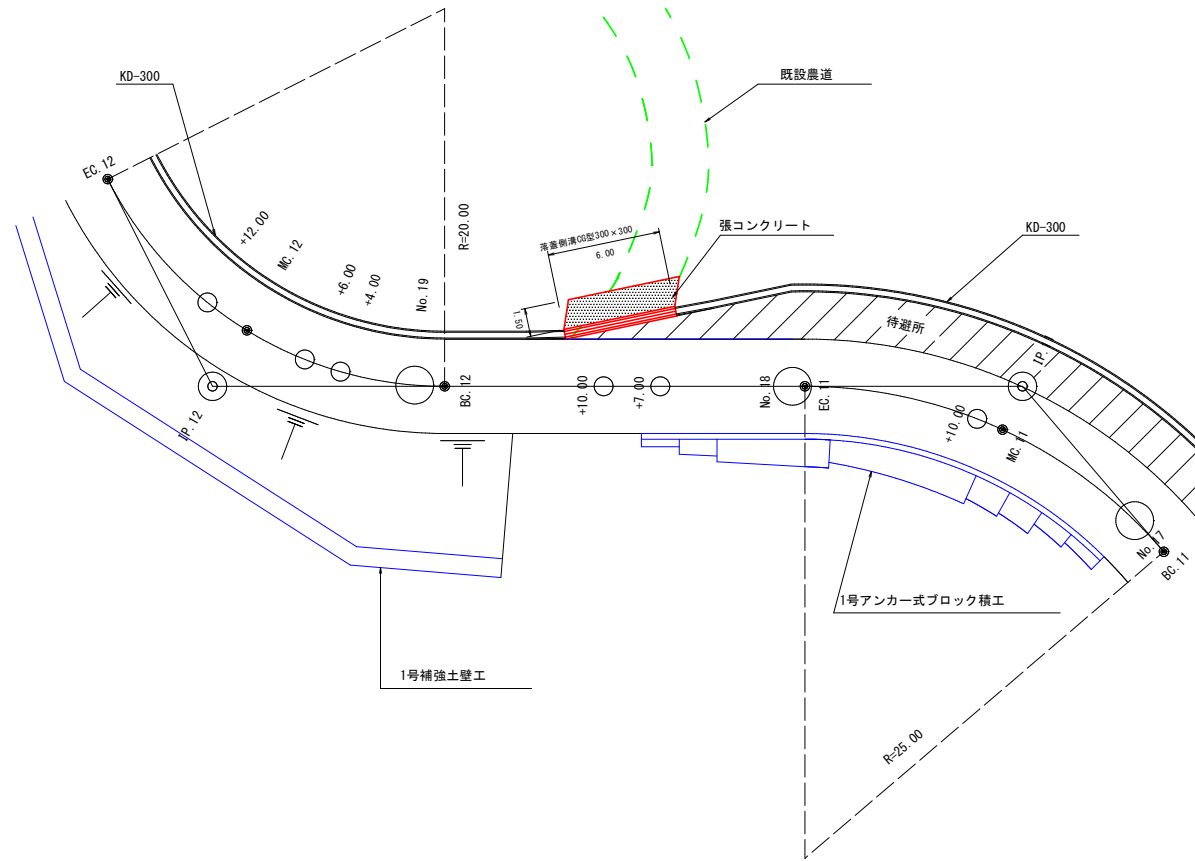 KD-300
既設農道
EC.12
+12.00
MC.12
+6.00
+4.00
No.19
R=20.00
落蓋側溝CG型300×300
6.00
1.50
張コンクリート
KD-300
待避所
IP.
IP.12
BC.12
+10.00
+7.00
No.18
EC.11
+10.00
MC.11
No.
7
BC.11
1号アンカー式ブロック積工
1号補強土壁工
R=25.00